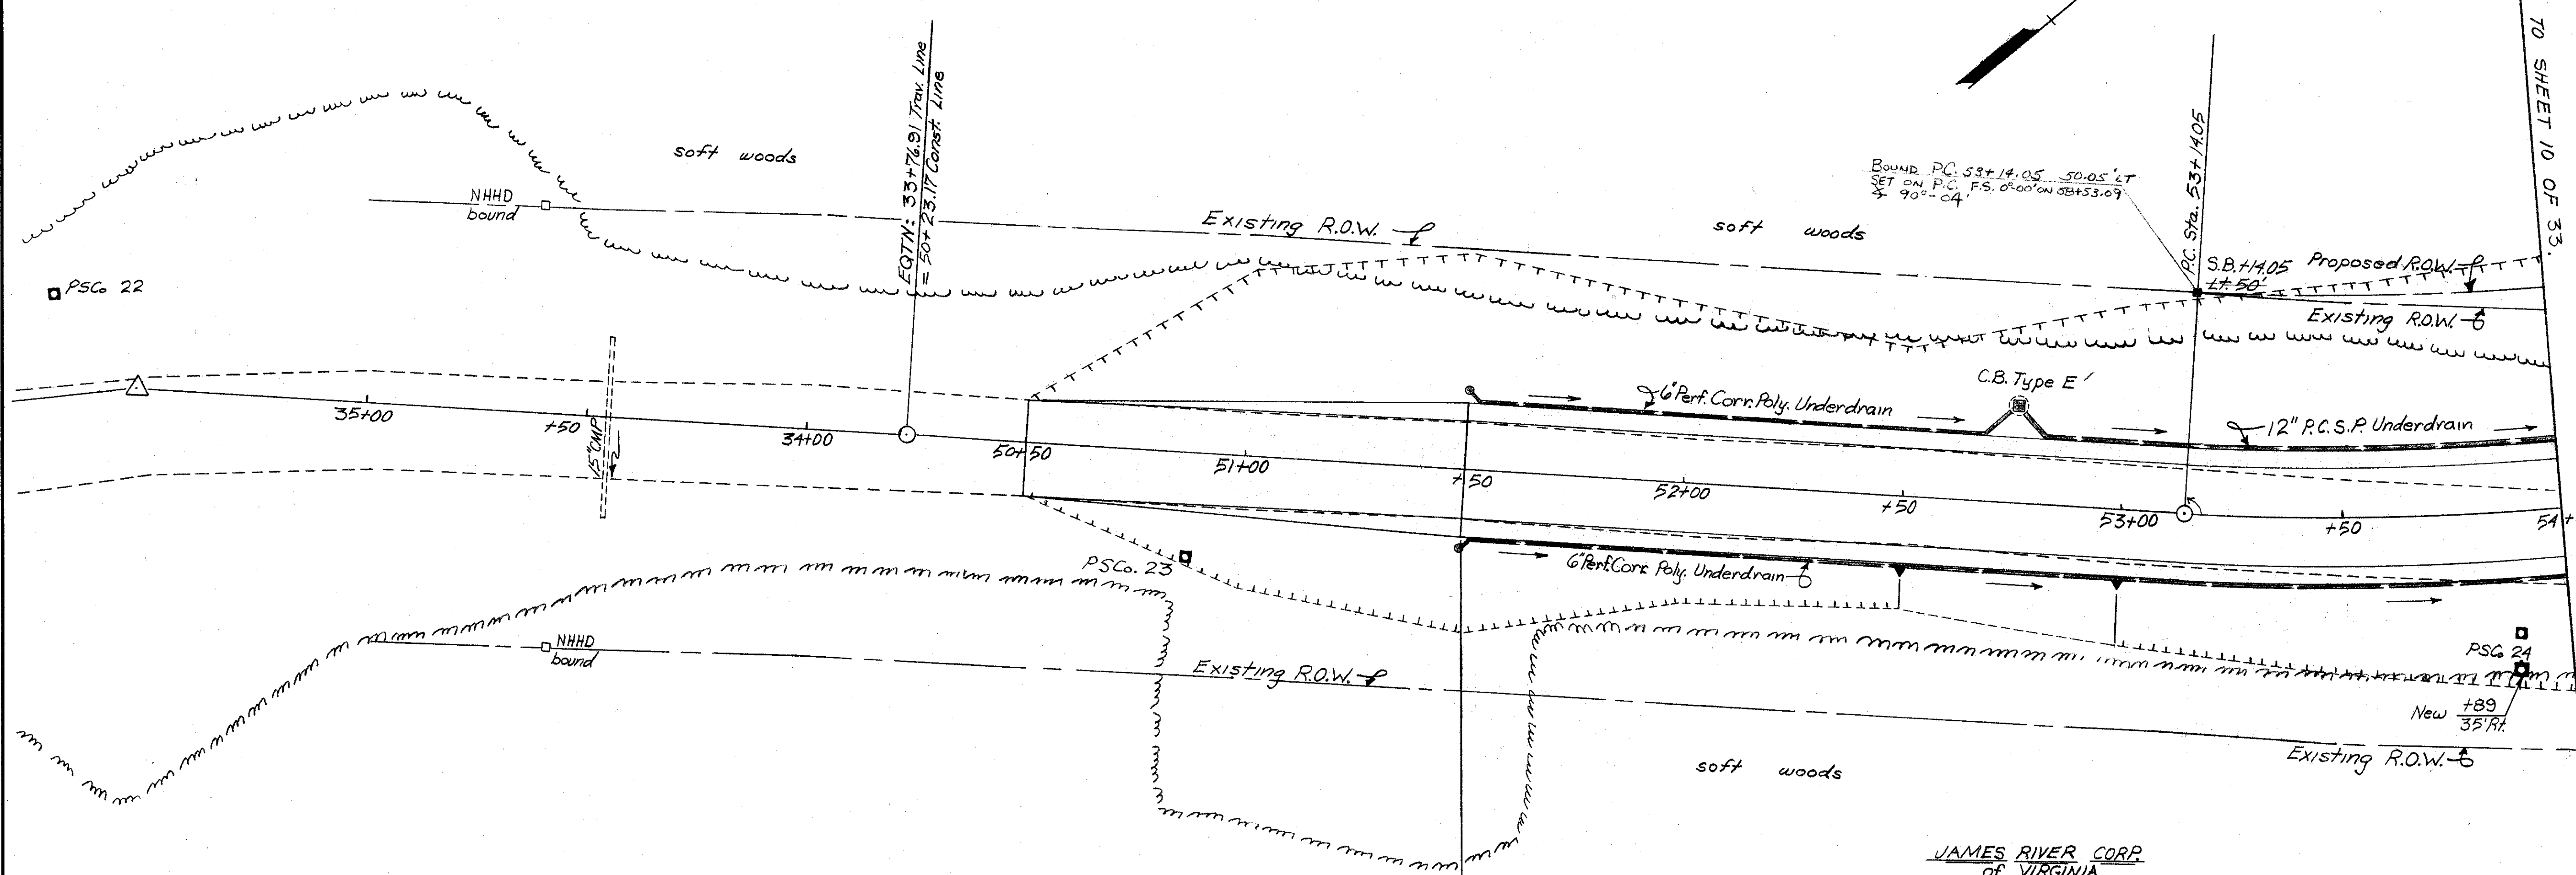 TO SHEET 10 OF 33.
EQTN: 33+76.91 Trav. Line
= 50+23.17 Const. Line
soft woods
NHHD
bound
PSCo 22
Existing R.O.W.
soft woods
BOUND P.C. 53+14.05 50.05' LT
SET ON P.C. F.S. 0°-00' ON 58+53.09
∡ 90°-04'
P.C. Sta. 53+14.05
S.B. +14.05
Lt. 50'
Proposed R.O.W.
Existing R.O.W.
C.B. Type E'
6" Perf. Corr. Poly. Underdrain
12" P.C.S.P. Underdrain
35+00
+50
15" CMP
34+00
50+50
51+00
+50
52+00
+50
53+00
+50
54+
6" Perf. Corr. Poly. Underdrain
PSCo. 23
NHHD
bound
Existing R.O.W.
PSCo 24
New +89
35' Rt.
Existing R.O.W.
soft woods
JAMES RIVER CORP.
of VIRGINIA